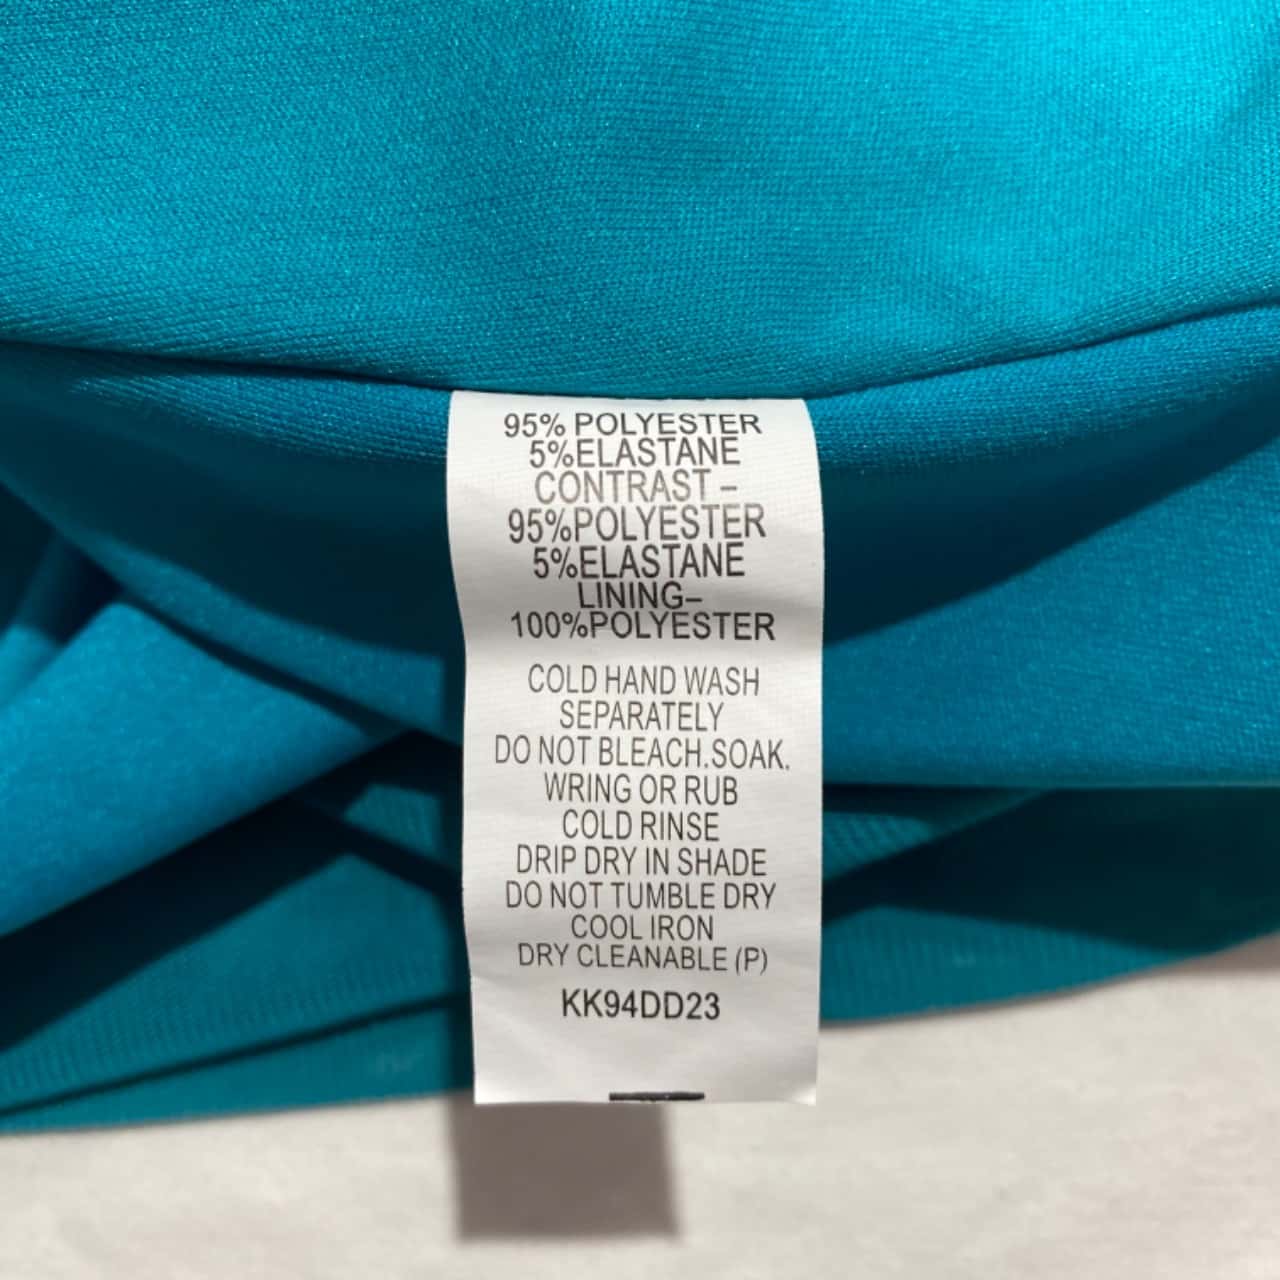 95% POLYESTER
5%ELASTANE
CONTRAST –
95%POLYESTER
5%ELASTANE
LINING–
100%POLYESTER
COLD HAND WASH
SEPARATELY
DO NOT BLEACH.SOAK.
WRING OR RUB
COLD RINSE
DRIP DRY IN SHADE
DO NOT TUMBLE DRY
COOL IRON
DRY CLEANABLE (P)
KK94DD23